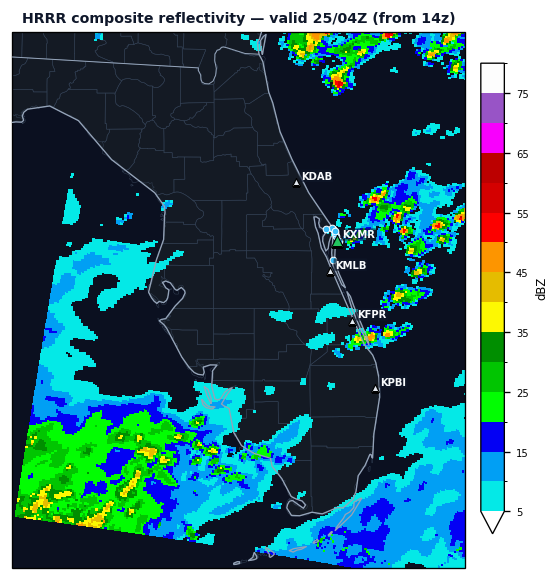 HRRR composite reflectivity — valid 25/04Z (from 14z)
KDAB
KXMR
KMLB
KFPR
KPBI
75
65
55
45
35
25
15
5
dBZ